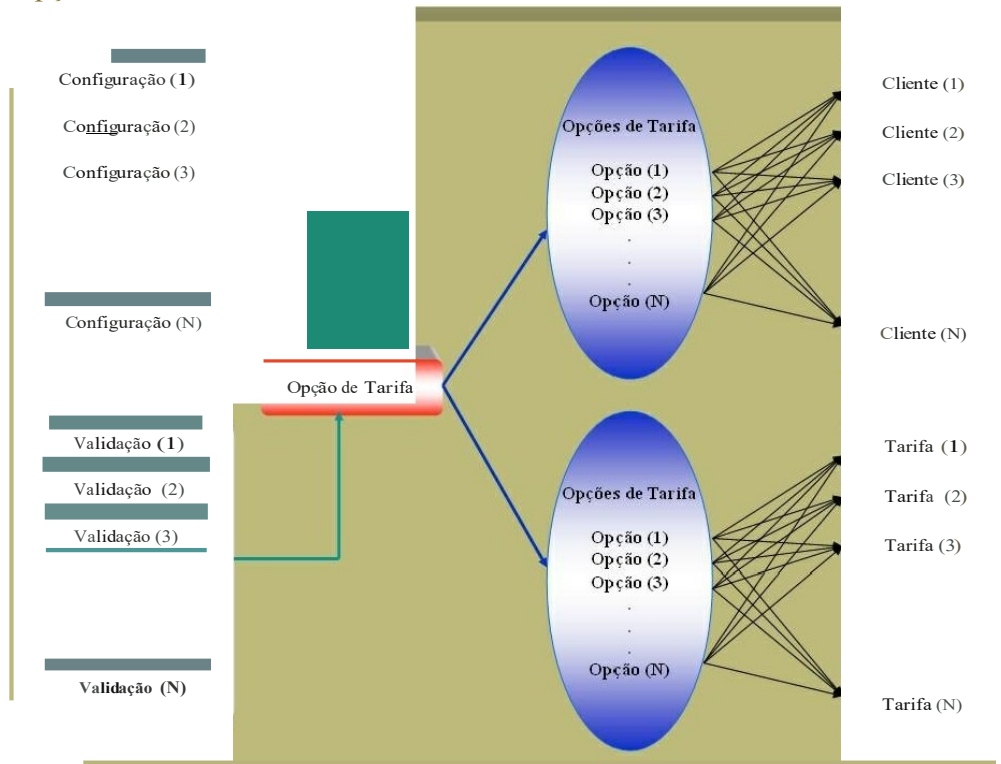 Configuração (1)
Configuração (2)
Configuração (3)
Configuração (N)
Opção de Tarifa
Validação (1)
Validação (2)
Validação (3)
Validação (N)
Opções de Tarifa
Opção (1)
Opção (2)
Opção (3)
.
.
.
Opção (N)
Cliente (1)
Cliente (2)
Cliente (3)
Cliente (N)
Opções de Tarifa
Opção (1)
Opção (2)
Opção (3)
.
.
.
Opção (N)
Tarifa (1)
Tarifa (2)
Tarifa (3)
Tarifa (N)